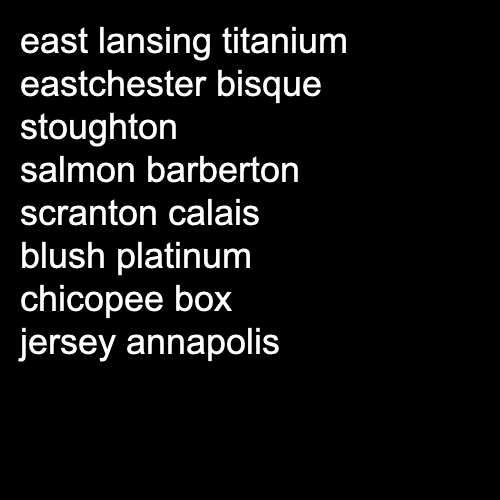 east lansing titanium
eastchester bisque
stoughton
salmon barberton
scranton calais
blush platinum
chicopee box
jersey annapolis